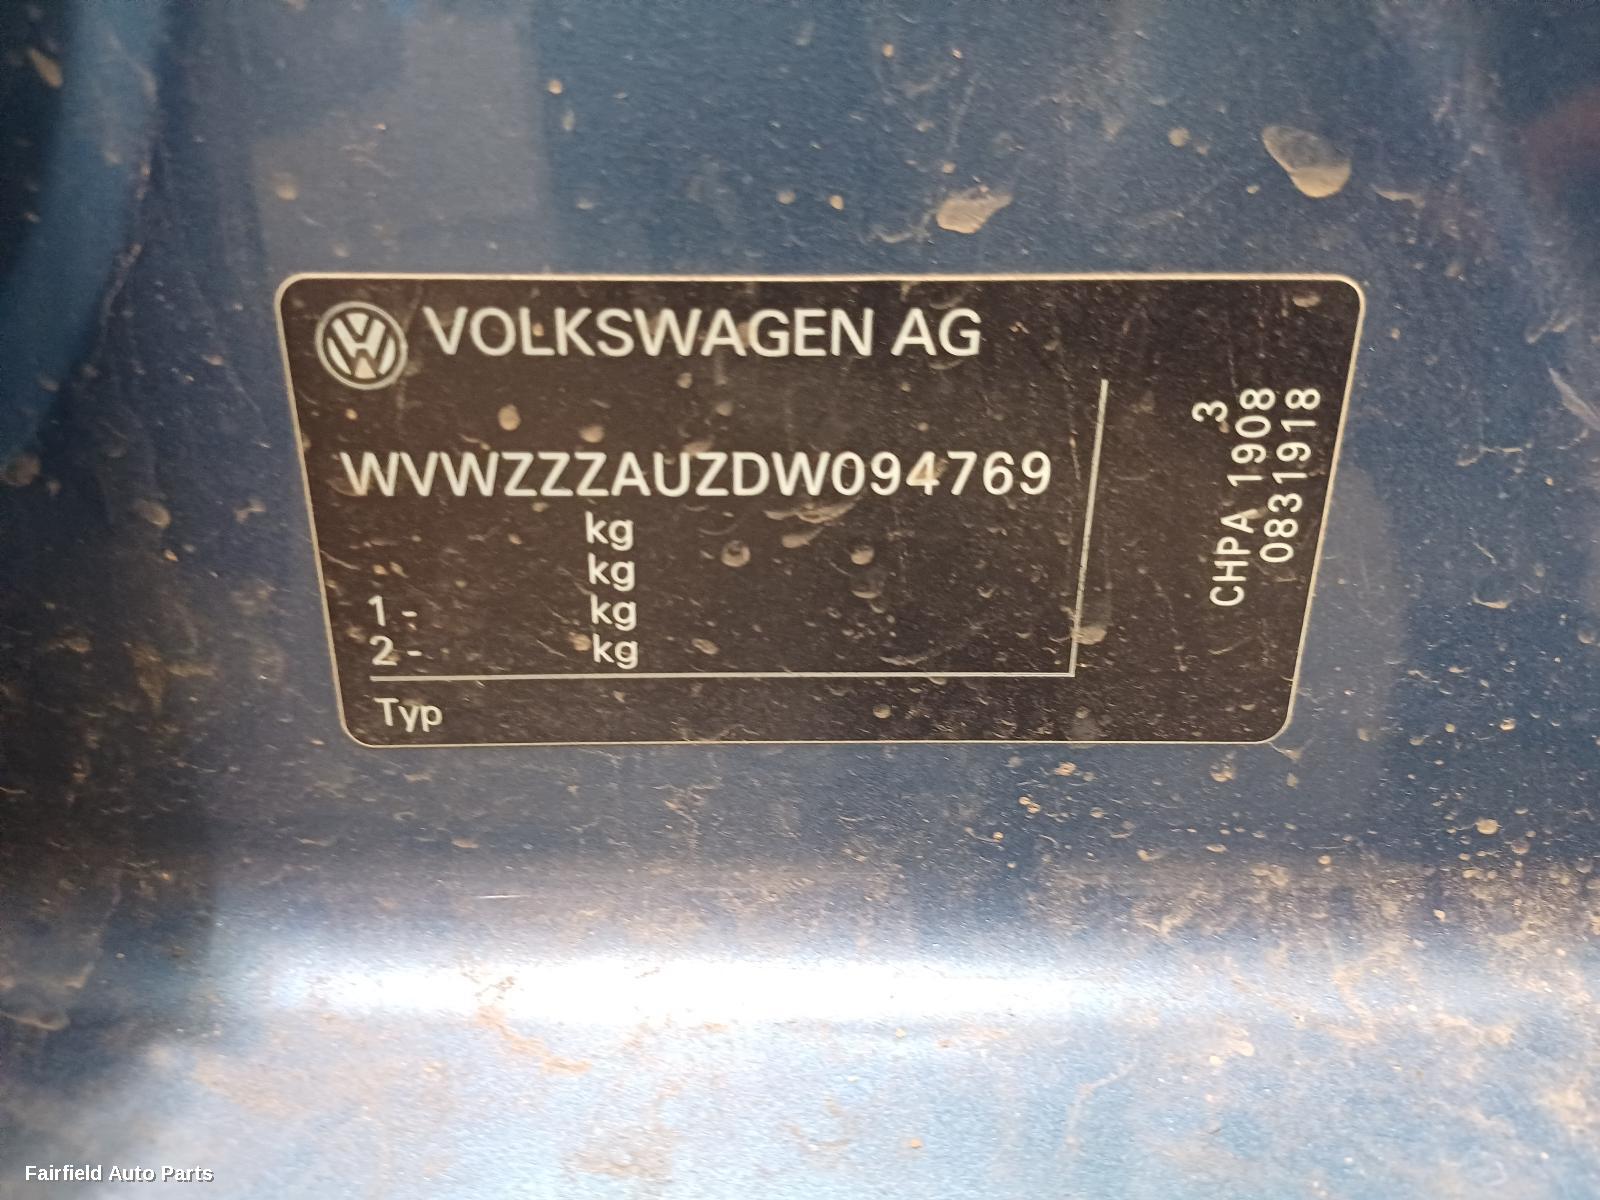 VOLKSWAGEN AG
WVWZZZAUZDW094769
kg
kg
1 - kg
2 - kg
Typ
3
CHPA 1908
0831918
Fairfield Auto Parts